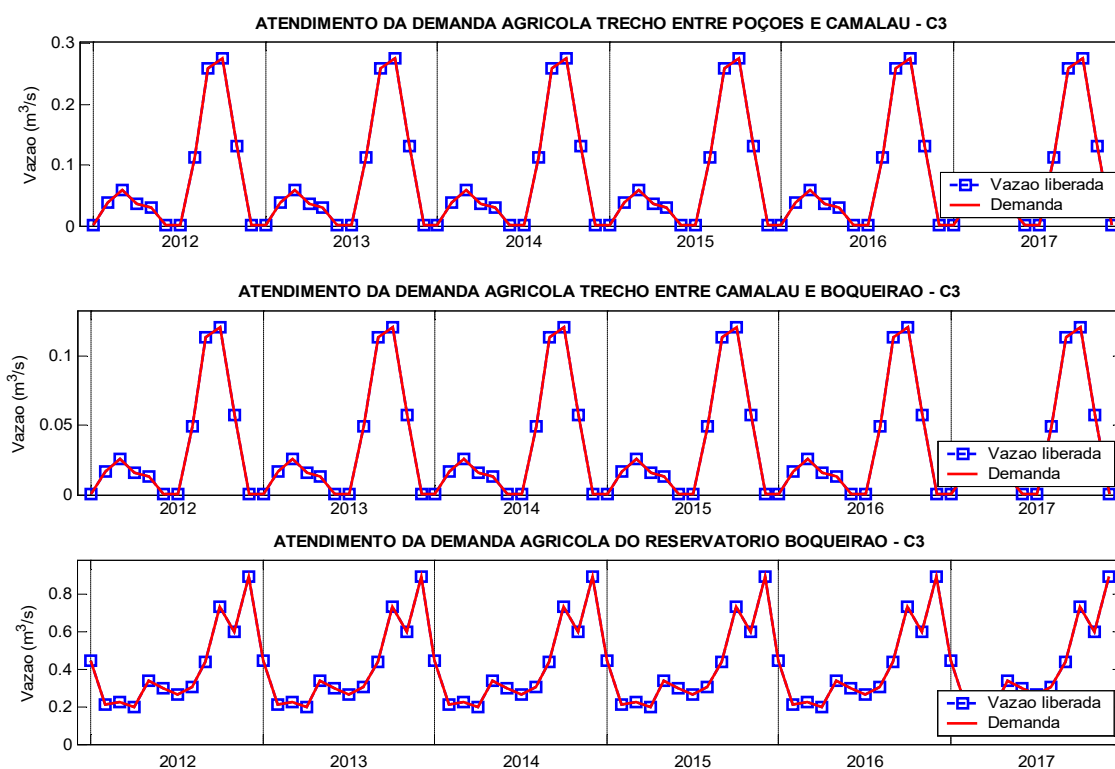 ATENDIMENTO DA DEMANDA AGRICOLA TRECHO ENTRE POÇOES E CAMALAU - C3
0.3
0.2
0.1
0
Vazao (m³/s)
Vazao liberada
Demanda
2012 2013 2014 2015 2016 2017
ATENDIMENTO DA DEMANDA AGRICOLA TRECHO ENTRE CAMALAU E BOQUEIRAO - C3
0.1
0.05
0
Vazao (m³/s)
Vazao liberada
Demanda
2012 2013 2014 2015 2016 2017
ATENDIMENTO DA DEMANDA AGRICOLA DO RESERVATORIO BOQUEIRAO - C3
0.8
0.6
0.4
0.2
0
Vazao (m³/s)
Vazao liberada
Demanda
2012 2013 2014 2015 2016 2017